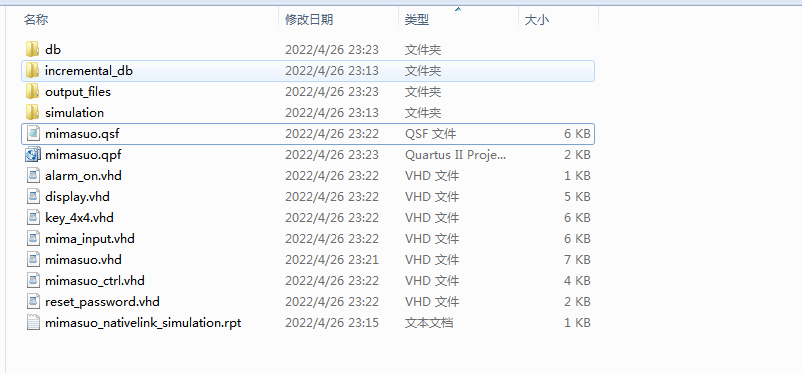 名称 修改日期 类型 大小
db 2022/4/26 23:23 文件夹
incremental_db 2022/4/26 23:13 文件夹
output_files 2022/4/26 23:23 文件夹
simulation 2022/4/26 23:13 文件夹
mimasuo.qsf 2022/4/26 23:22 QSF 文件 6 KB
mimasuo.qpf 2022/4/26 23:23 Quartus II Proje... 2 KB
alarm_on.vhd 2022/4/26 23:22 VHD 文件 1 KB
display.vhd 2022/4/26 23:22 VHD 文件 5 KB
key_4x4.vhd 2022/4/26 23:22 VHD 文件 6 KB
mima_input.vhd 2022/4/26 23:22 VHD 文件 6 KB
mimasuo.vhd 2022/4/26 23:21 VHD 文件 7 KB
mimasuo_ctrl.vhd 2022/4/26 23:22 VHD 文件 4 KB
reset_password.vhd 2022/4/26 23:22 VHD 文件 2 KB
mimasuo_nativelink_simulation.rpt 2022/4/26 23:15 文本文档 1 KB